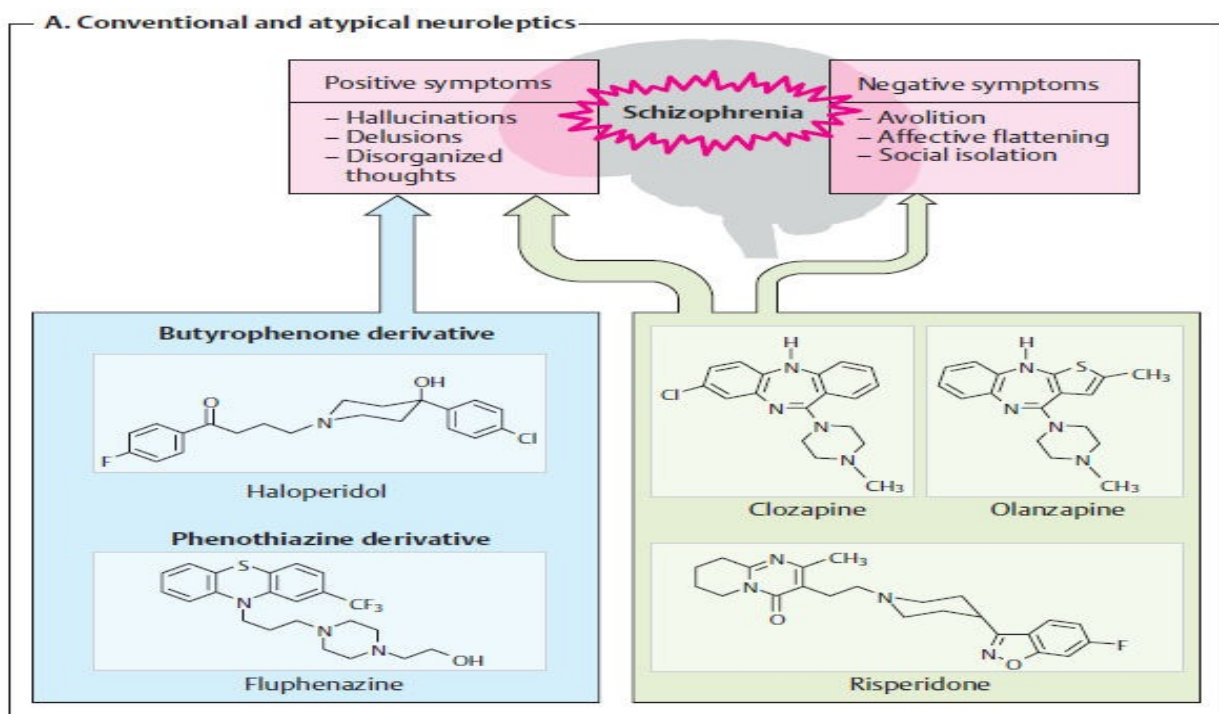 A. Conventional and atypical neuroleptics
Positive symptoms
– Hallucinations
– Delusions
– Disorganized
thoughts
Schizophrenia
Negative symptoms
– Avolition
– Affective flattening
– Social isolation
Butyrophenone derivative
O
F
N
OH
Cl
Haloperidol
Phenothiazine derivative
S
N
CF3
N
N
OH
Fluphenazine
H
N
Cl
N
N
N
CH3
Clozapine
H
N
S
CH3
N
N
N
CH3
Olanzapine
N
CH3
N
O
N
N
O
F
Risperidone